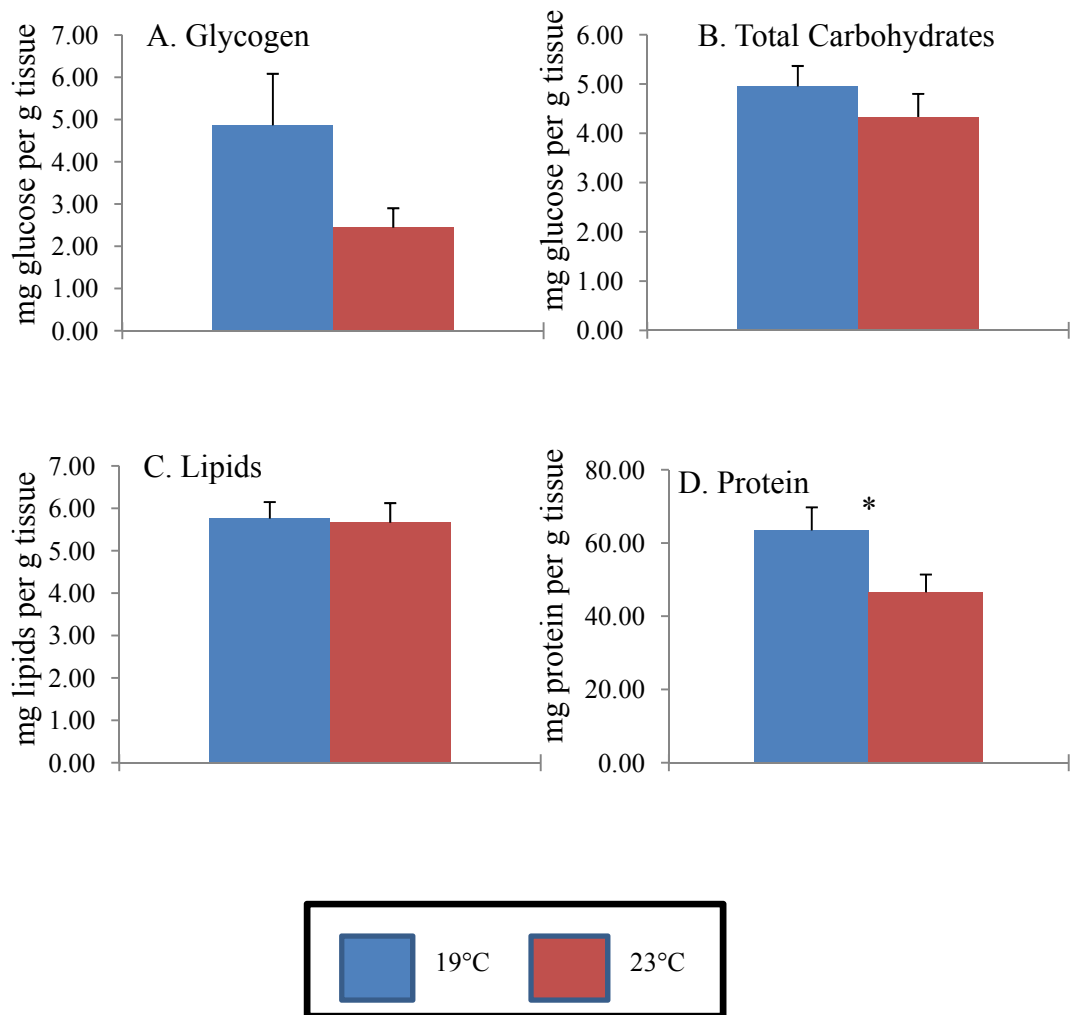 A. Glycogen
mg glucose per g tissue
7.00
6.00
5.00
4.00
3.00
2.00
1.00
0.00
B. Total Carbohydrates
mg glucose per g tissue
6.00
5.00
4.00
3.00
2.00
1.00
0.00
C. Lipids
mg lipids per g tissue
7.00
6.00
5.00
4.00
3.00
2.00
1.00
0.00
D. Protein
*
mg protein per g tissue
80.00
60.00
40.00
20.00
0.00
19°C
23°C